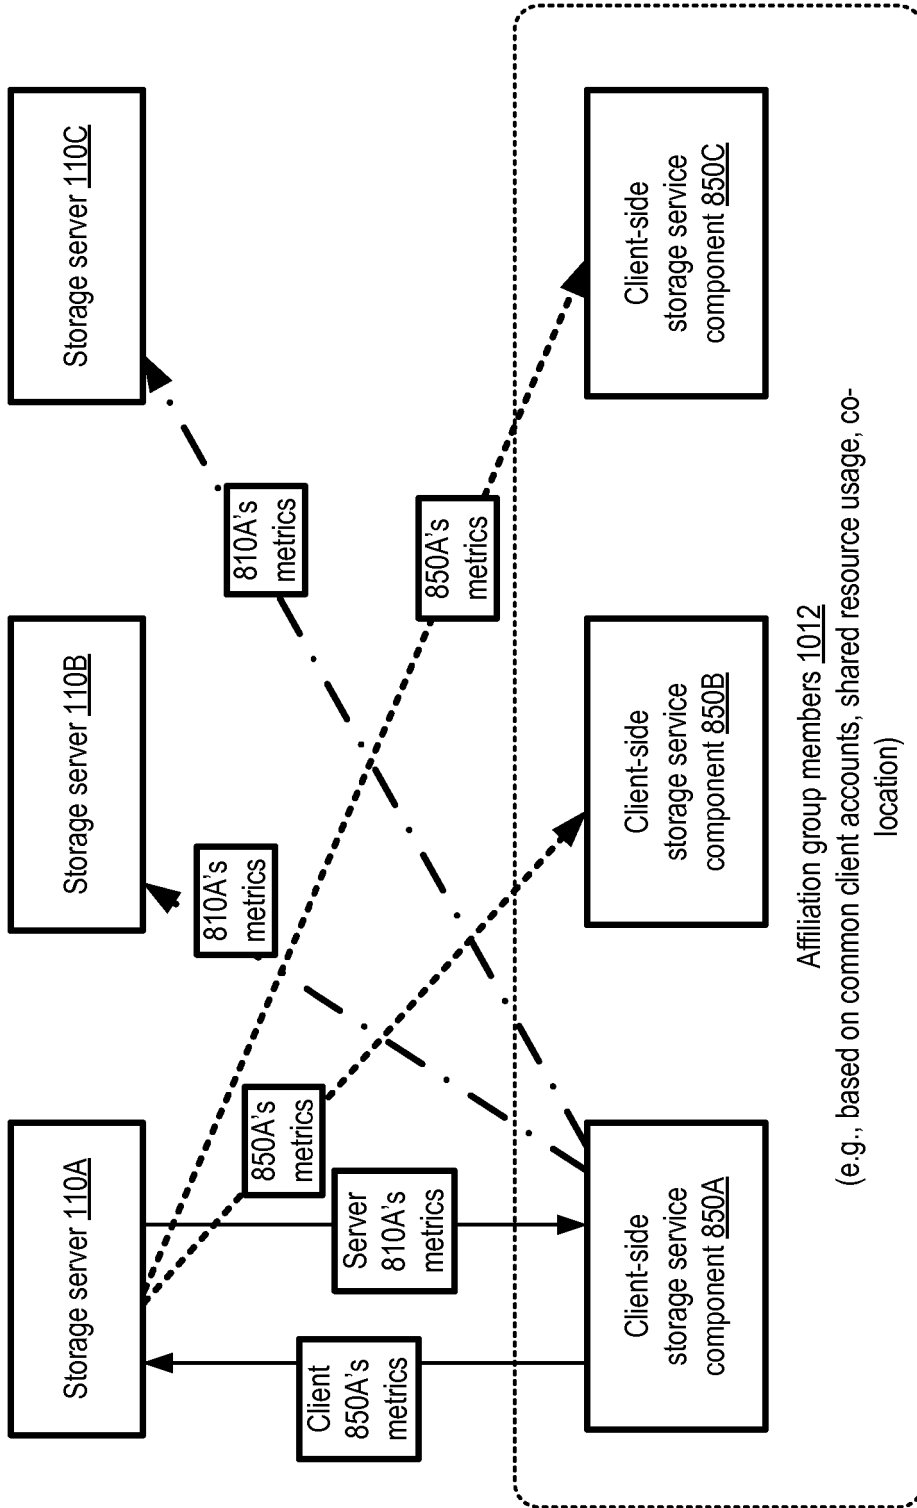 Storage server 110A
Storage server 110B
Storage server 110C
Client
850A's
metrics
Server
810A's
metrics
850A's
metrics
810A's
metrics
850A's
metrics
810A's
metrics
Client-side
storage service
component 850A
Client-side
storage service
component 850B
Client-side
storage service
component 850C
Affiliation group members 1012
(e.g., based on common client accounts, shared resource usage, co-
location)